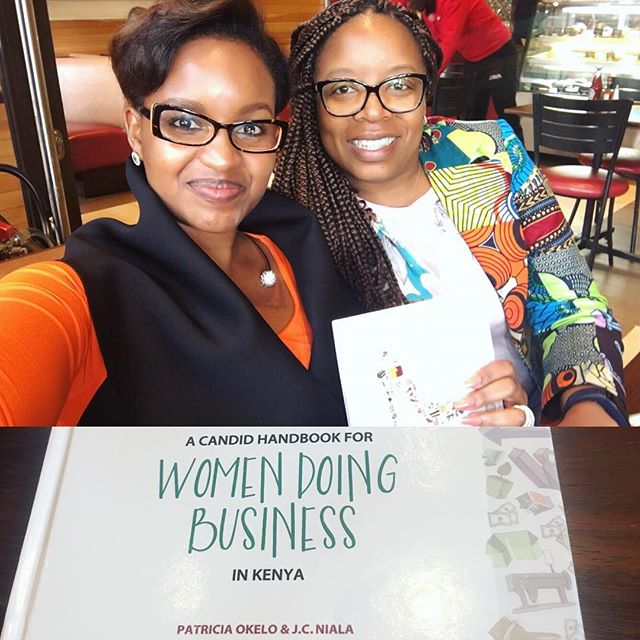 A CANDID HANDBOOK FOR
WOMEN DOING
BUSINESS
IN KENYA
PATRICIA OKELO & J.C. NIALA